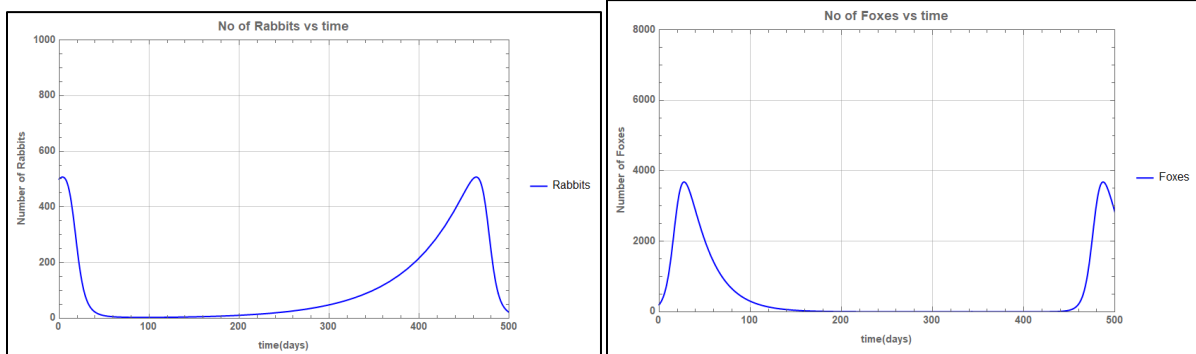 No of Rabbits vs time
1000
800
600
400
200
0
Number of Rabbits
0 100 200 300 400 500
time(days)
Rabbits
No of Foxes vs time
8000
6000
4000
2000
0
Number of Foxes
0 100 200 300 400 500
time(days)
Foxes